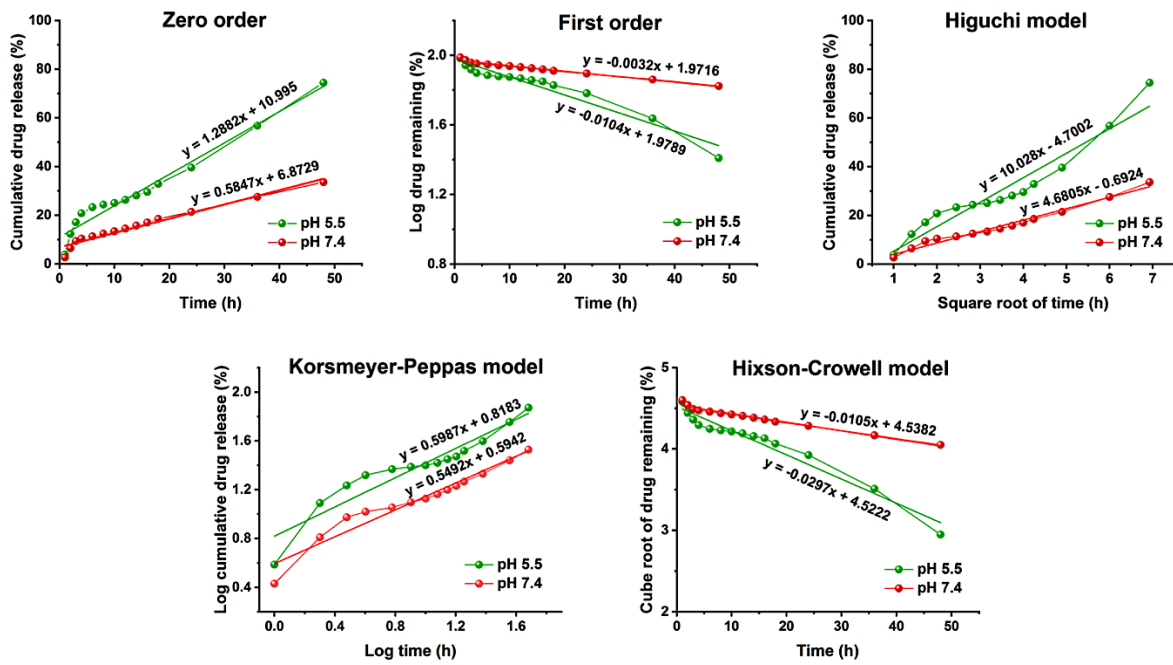 Zero order
Cumulative drug release (%)
100
80
60
40
20
0
y = 1.2882x + 10.995
y = 0.5847x + 6.8729
pH 5.5
pH 7.4
0 10 20 30 40 50
Time (h)
First order
Log drug remaining (%)
2.4
2.0
1.6
1.2
0.8
y = -0.0032x + 1.9716
y = -0.0104x + 1.9789
pH 5.5
pH 7.4
0 10 20 30 40 50
Time (h)
Higuchi model
Cumulative drug release (%)
100
80
60
40
20
0
y = 10.028x - 4.7002
y = 4.6805x - 0.6924
pH 5.5
pH 7.4
1 2 3 4 5 6 7
Square root of time (h)
Korsmeyer-Peppas model
Log cumulative drug release (%)
2.0
1.6
1.2
0.8
0.4
y = 0.5987x + 0.8183
y = 0.5492x + 0.5942
pH 5.5
pH 7.4
0.0 0.4 0.8 1.2 1.6
Log time (h)
Hixson-Crowell model
Cube root of drug remaining (%)
5
4
3
2
y = -0.0105x + 4.5382
y = -0.0297x + 4.5222
pH 5.5
pH 7.4
0 10 20 30 40 50
Time (h)